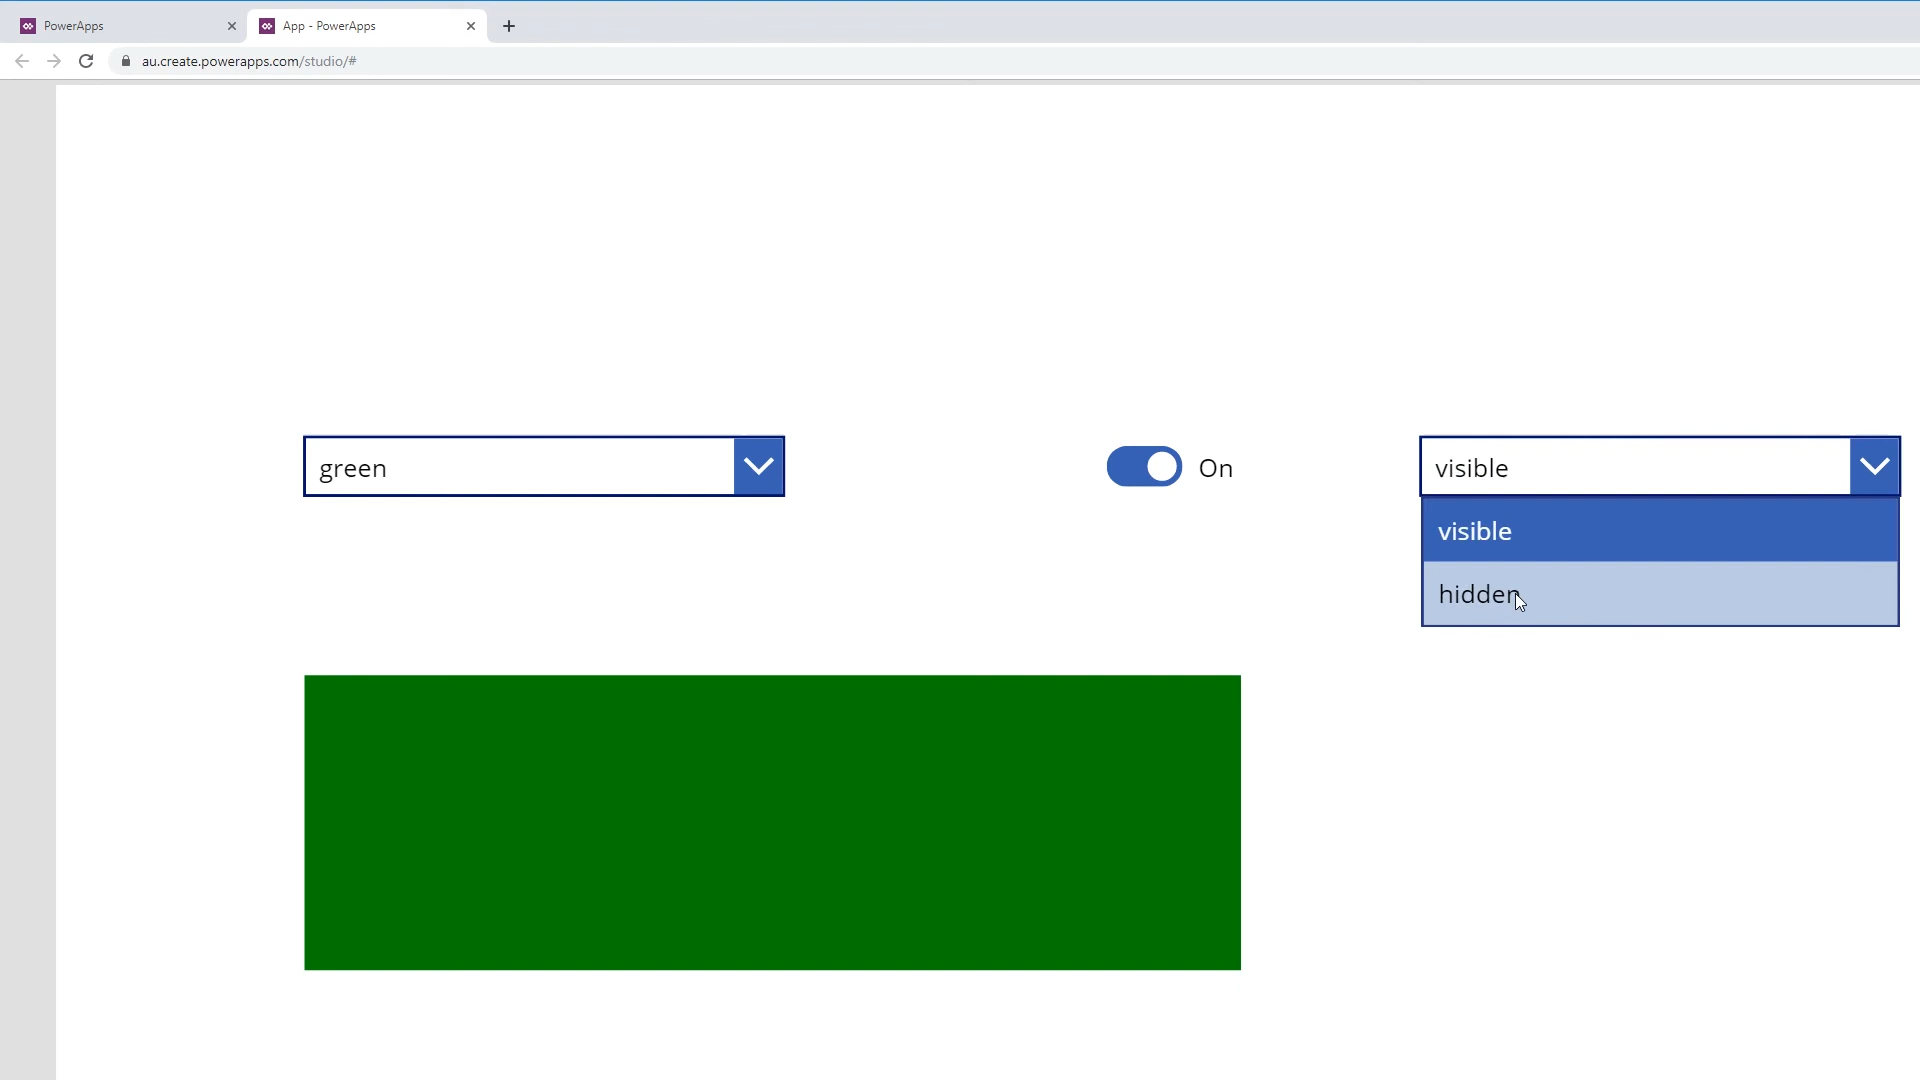 PowerApps
App - PowerApps
au.create.powerapps.com/studio/#
green
On
visible
visible
hidden